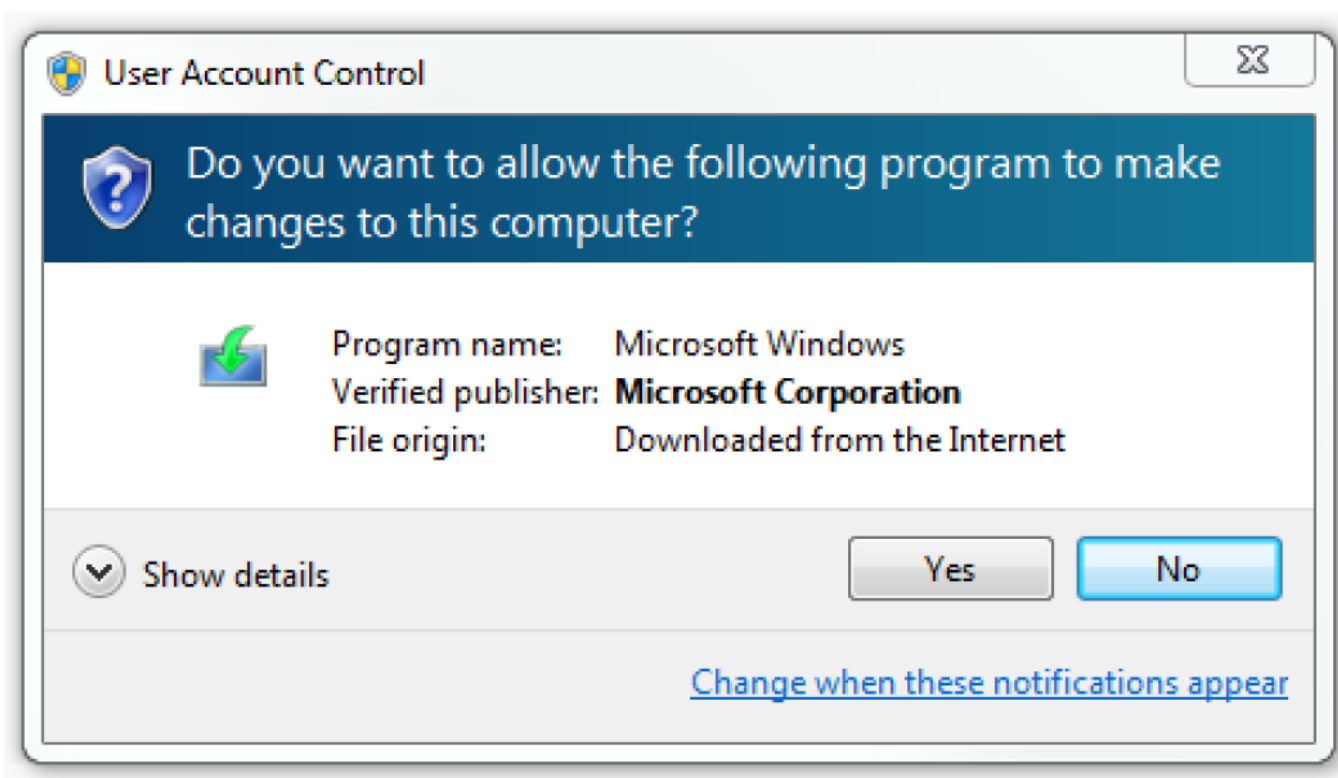 User Account Control
Do you want to allow the following program to make
changes to this computer?
Program name: Microsoft Windows
Verified publisher: Microsoft Corporation
File origin: Downloaded from the Internet
Show details Yes No
Change when these notifications appear